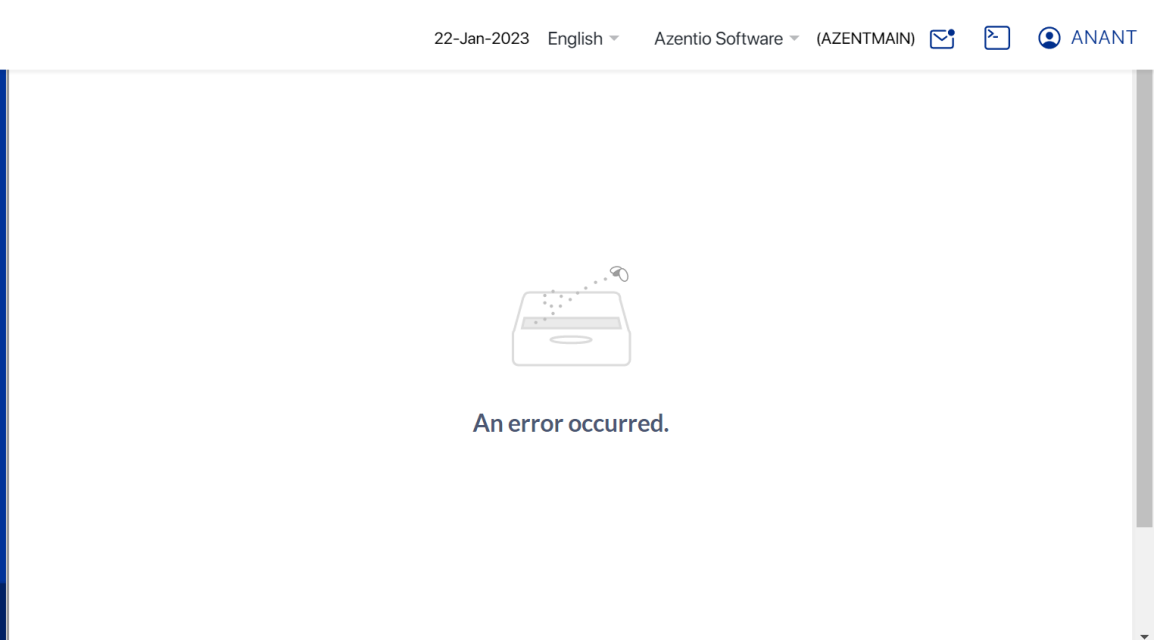 22-Jan-2023 English Azentio Software (AZENTMAIN) ANANT
An error occurred.